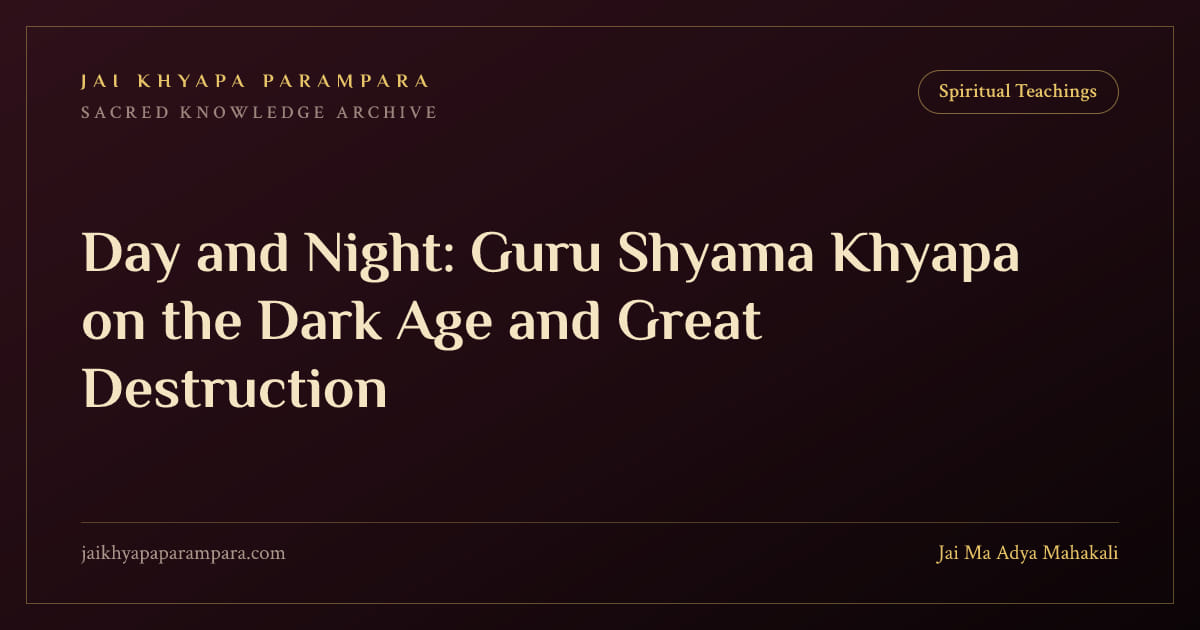 JAI KHYAPA PARAMPARA
SACRED KNOWLEDGE ARCHIVE
Spiritual Teachings
Day and Night: Guru Shyama Khyapa
on the Dark Age and Great
Destruction
jaikhyapaparampara.com
Jai Ma Adya Mahakali